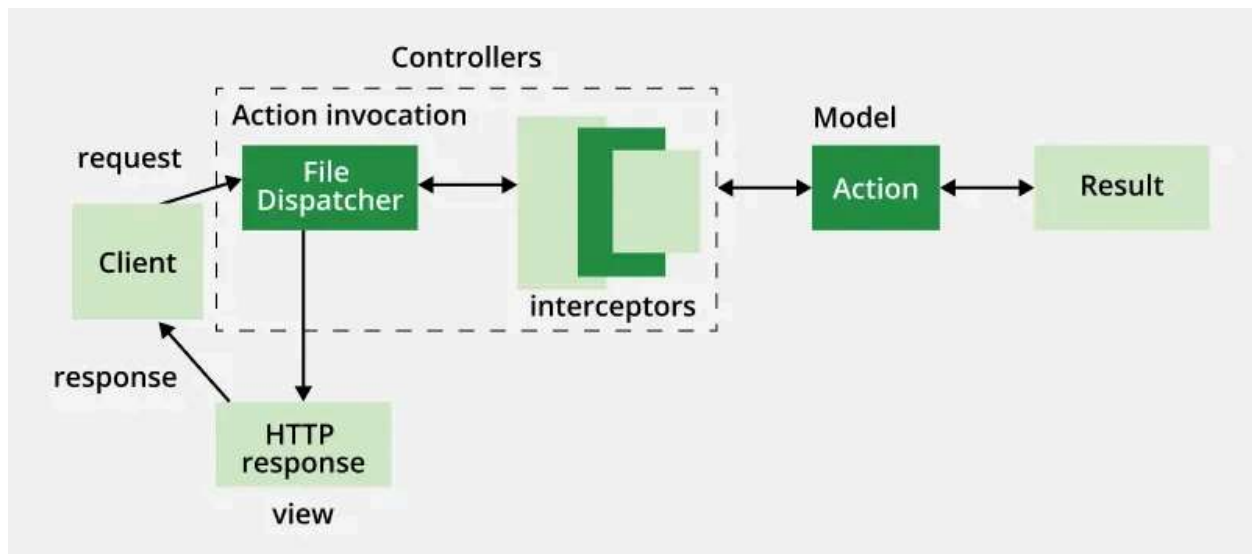 Controllers
Action invocation
Model
request
File
Dispatcher
Action
Result
Client
interceptors
response
HTTP
response
view